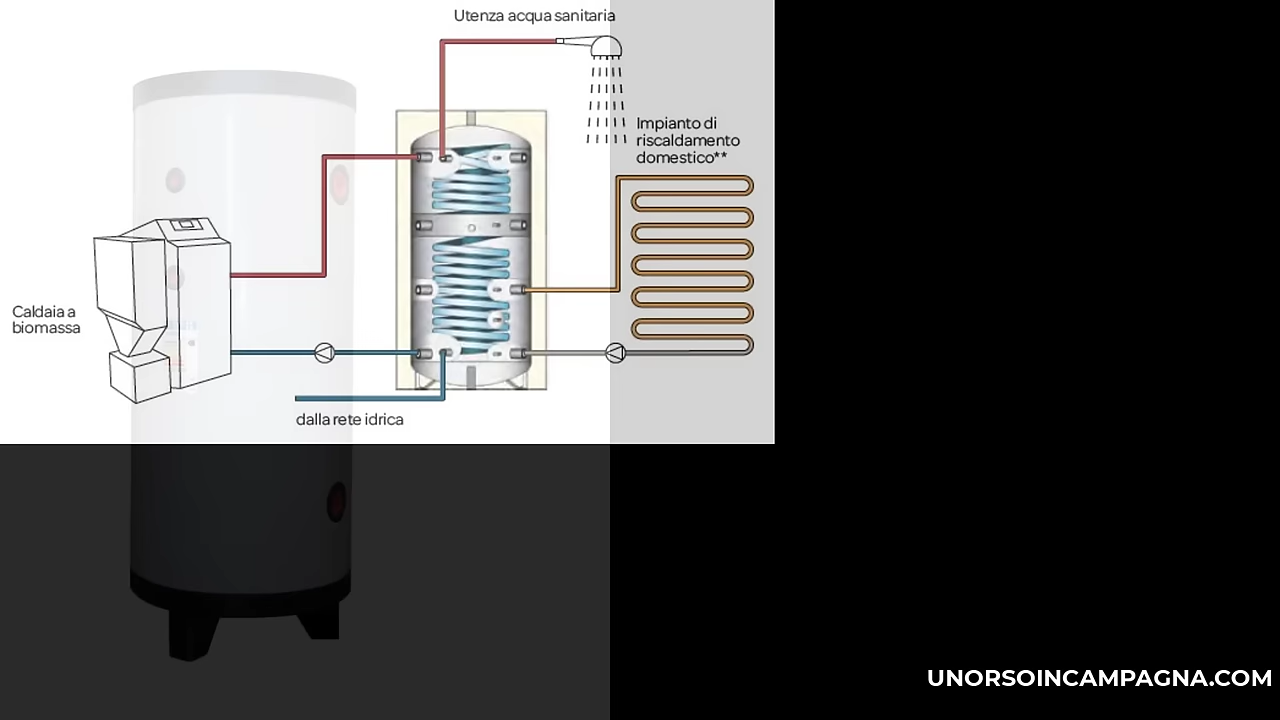 Utenza acqua sanitaria
Impianto di
riscaldamento
domestico**
Caldaia a
biomassa
dalla rete idrica
UNORSOINCAMPAGNA.COM